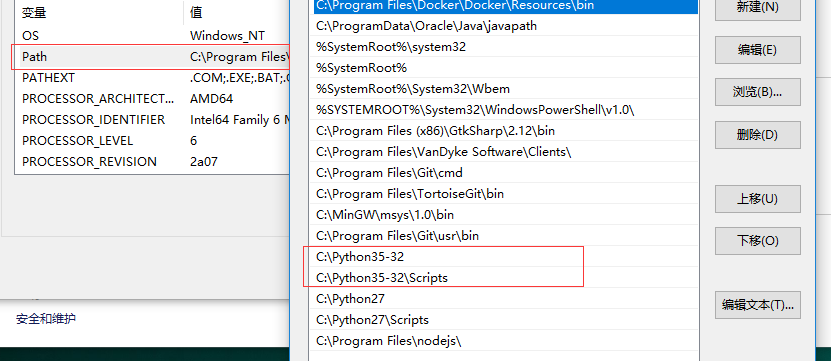 变量 值
OS Windows_NT
Path C:\Program Files\
PATHEXT .COM;.EXE;.BAT;.
PROCESSOR_ARCHITECT... AMD64
PROCESSOR_IDENTIFIER Intel64 Family 6 M
PROCESSOR_LEVEL 6
PROCESSOR_REVISION 2a07
安全和维护
C:\Program Files\Docker\Docker\Resources\bin
C:\ProgramData\Oracle\Java\javapath
%SystemRoot%\system32
%SystemRoot%
%SystemRoot%\System32\Wbem
%SYSTEMROOT%\System32\WindowsPowerShell\v1.0\
C:\Program Files (x86)\GtkSharp\2.12\bin
C:\Program Files\VanDyke Software\Clients\
C:\Program Files\Git\cmd
C:\Program Files\TortoiseGit\bin
C:\MinGW\msys\1.0\bin
C:\Program Files\Git\usr\bin
C:\Python35-32
C:\Python35-32\Scripts
C:\Python27
C:\Python27\Scripts
C:\Program Files\nodejs\
新建(N)
编辑(E)
浏览(B)...
删除(D)
上移(U)
下移(O)
编辑文本(T)...